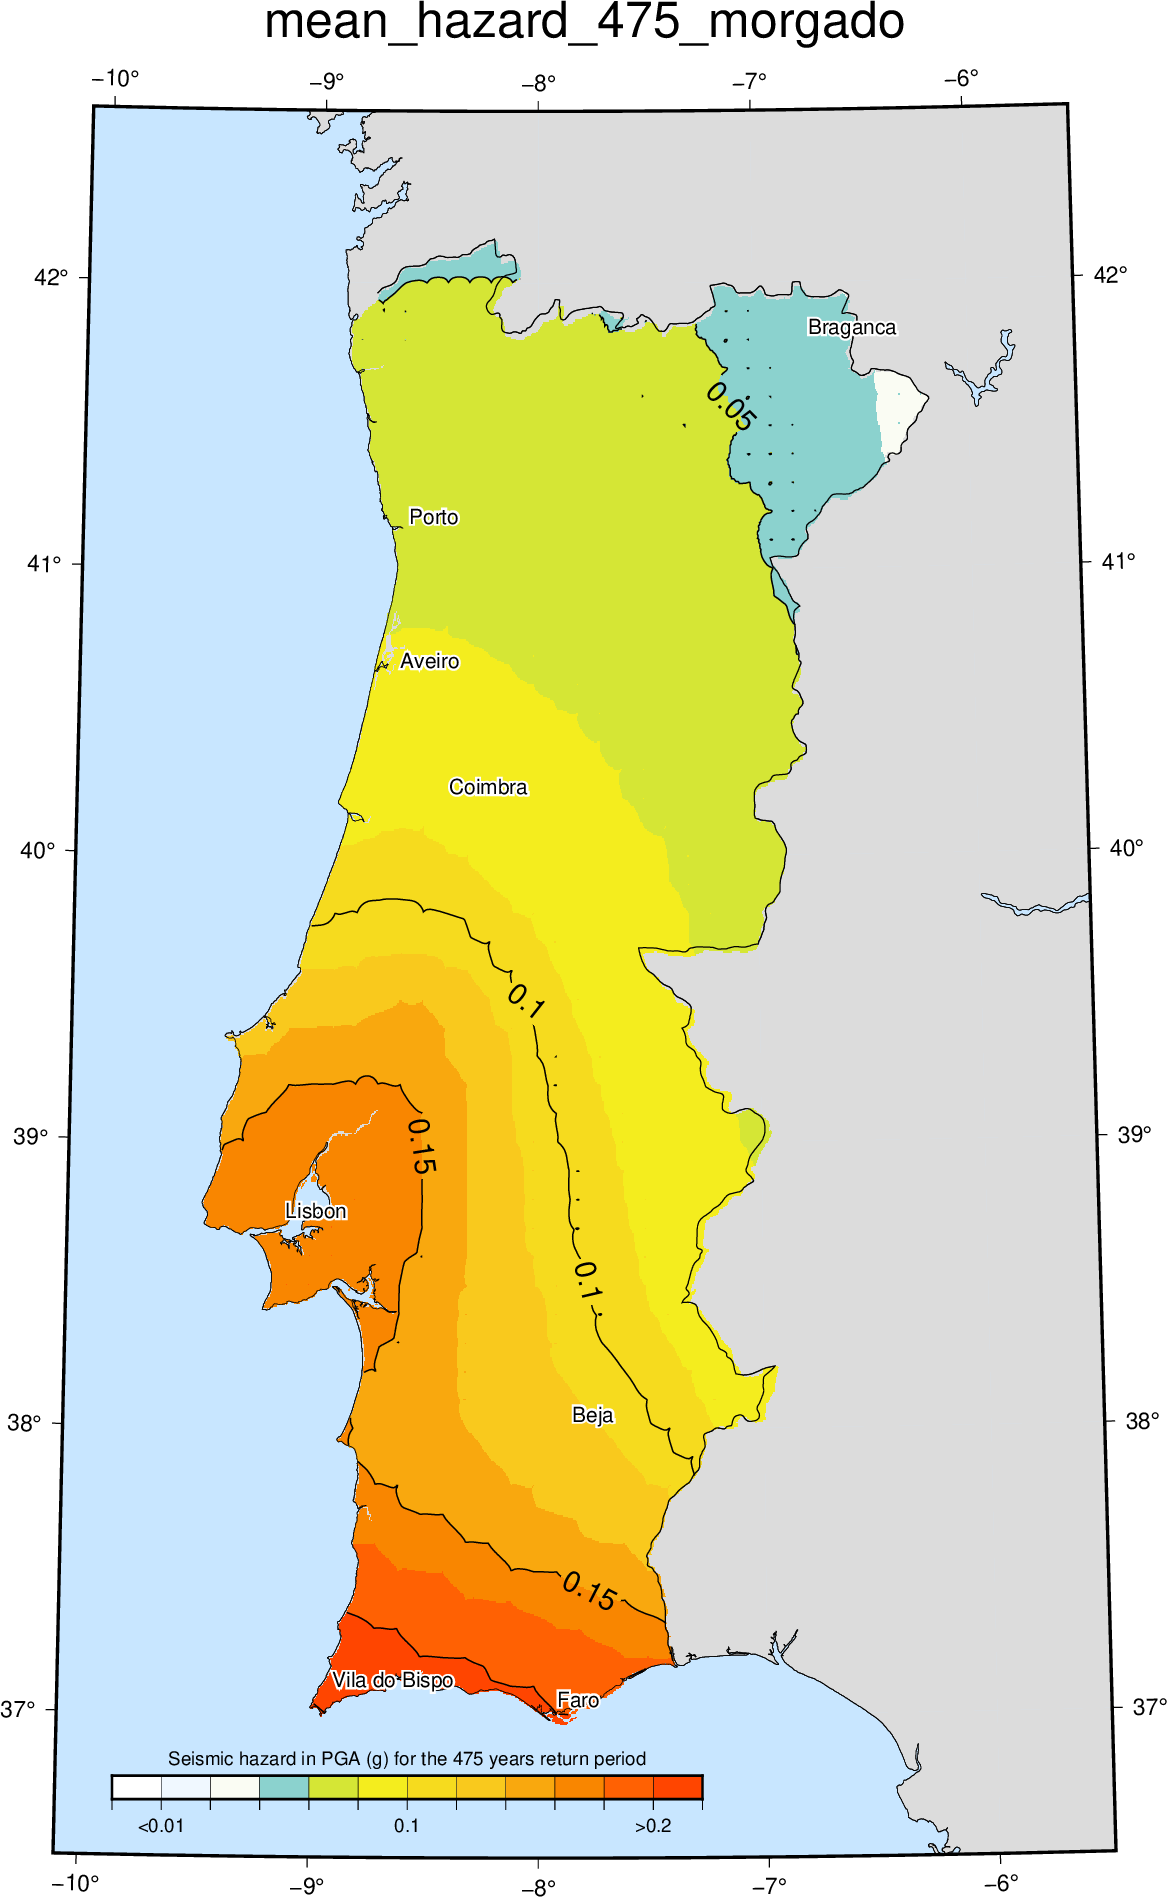 mean_hazard_475_morgado
−10° −9° −8° −7° −6°
42° 42°
Braganca
0.05
Porto
41° 41°
Aveiro
Coimbra
40° 40°
0.1
39° 39°
0.15
Lisbon
0.1
Beja
38° 38°
0.15
Vila do Bispo
Faro
37° 37°
Seismic hazard in PGA (g) for the 475 years return period
<0.01 0.1 >0.2
−10° −9° −8° −7° −6°